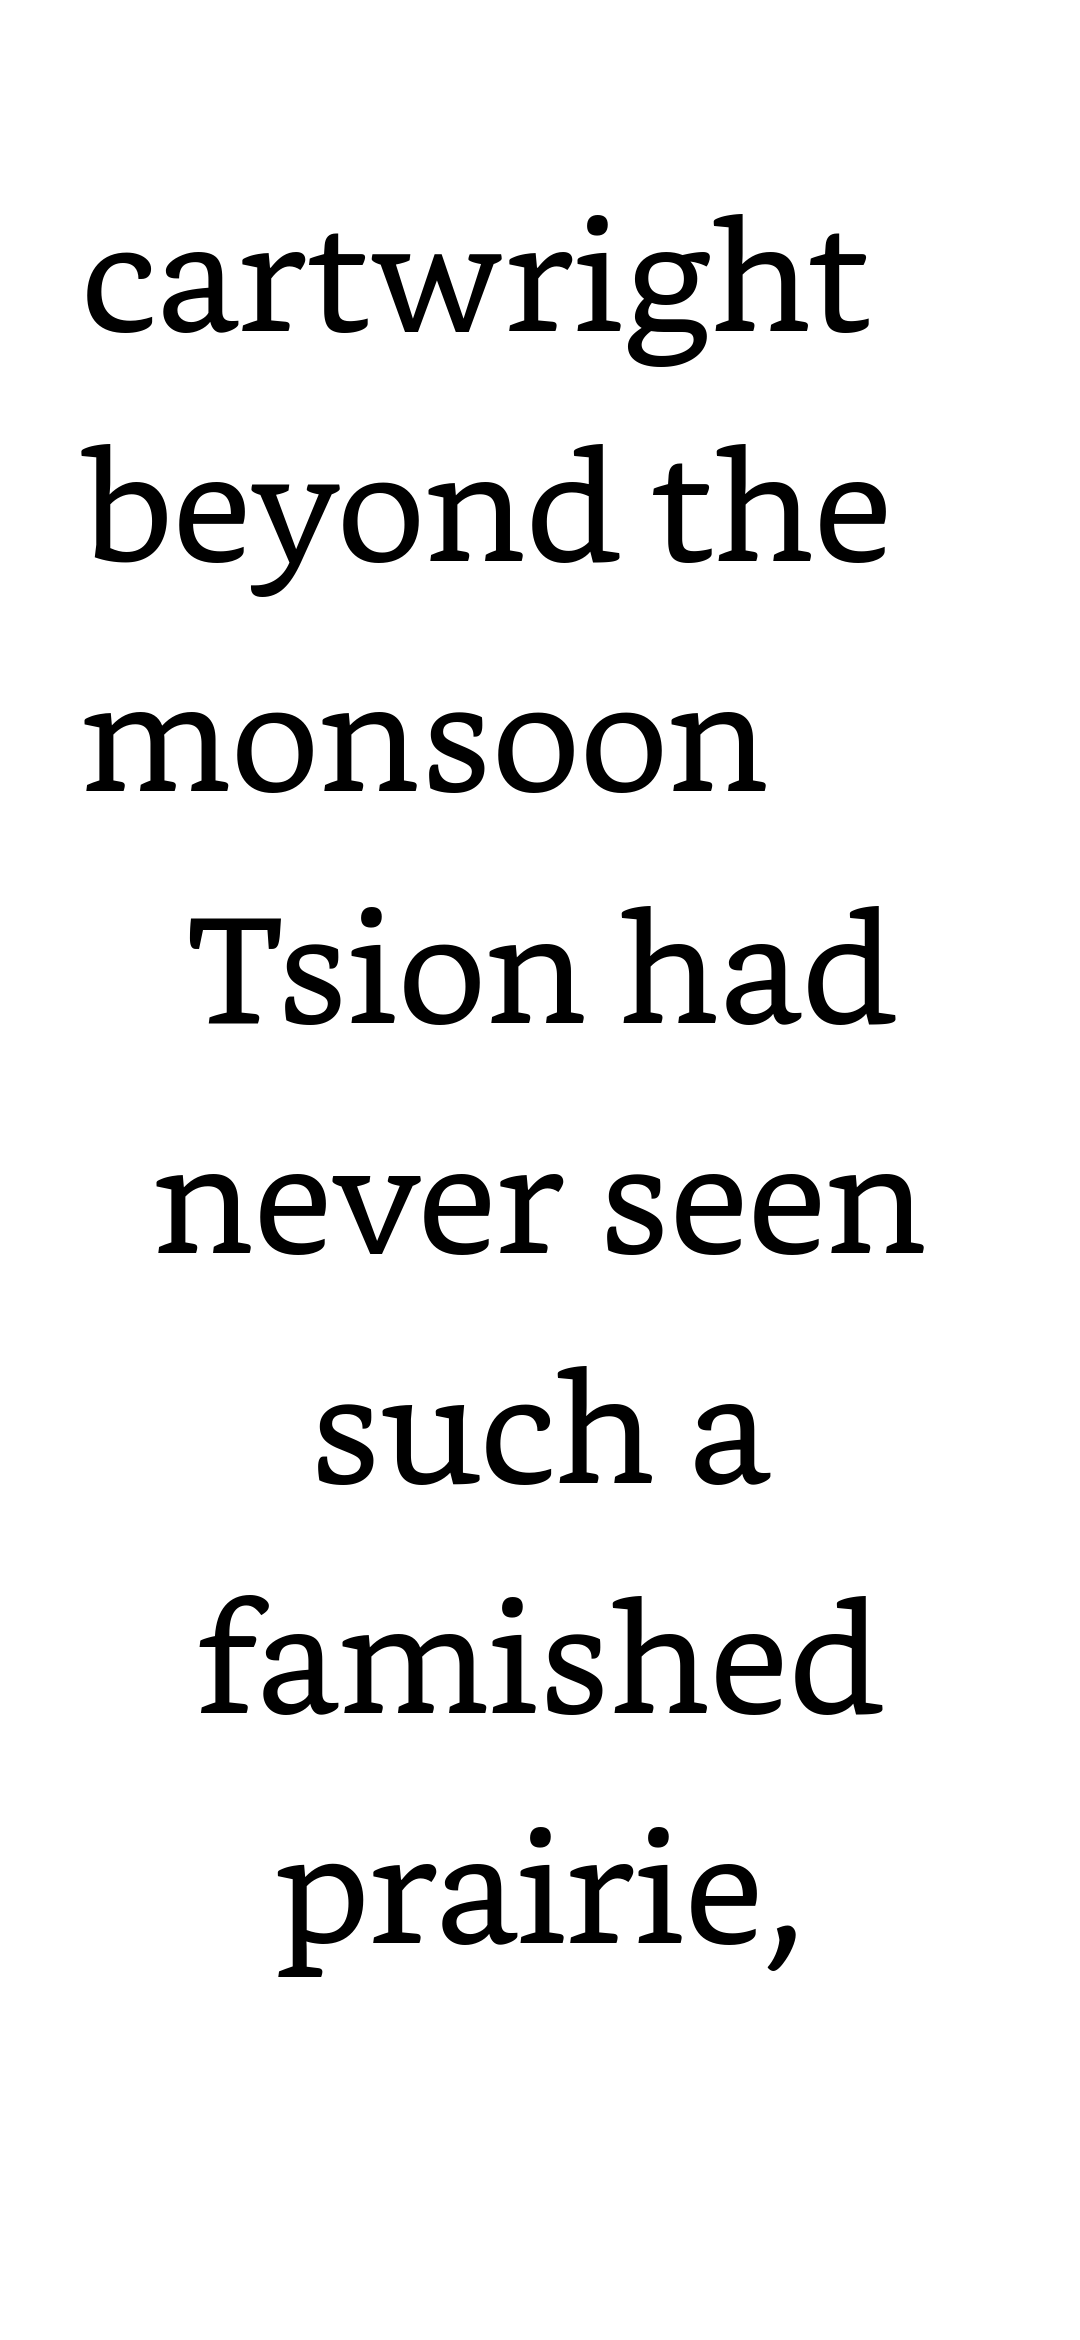 cartwright
beyond the
monsoon
Tsion had
never seen
such a
famished
prairie,